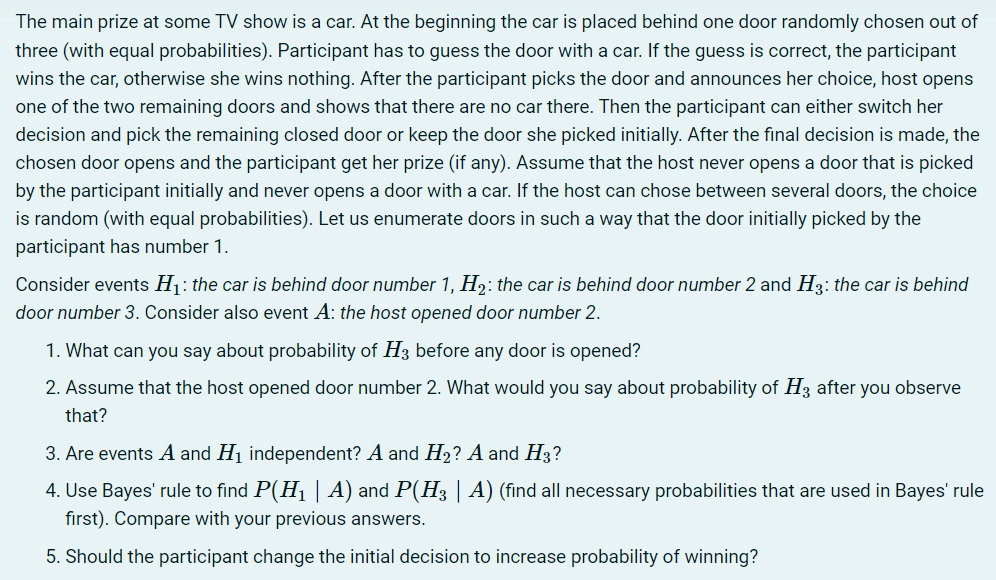 The main prize at some TV show is a car. At the beginning the car is placed behind one door randomly chosen out of
three (with equal probabilities). Participant has to guess the door with a car. If the guess is correct, the participant
wins the car, otherwise she wins nothing. After the participant picks the door and announces her choice, host opens
one of the two remaining doors and shows that there are no car there. Then the participant can either switch her
decision and pick the remaining closed door or keep the door she picked initially. After the final decision is made, the
chosen door opens and the participant get her prize (if any). Assume that the host never opens a door that is picked
by the participant initially and never opens a door with a car. If the host can chose between several doors, the choice
is random (with equal probabilities). Let us enumerate doors in such a way that the door initially picked by the
participant has number 1.
Consider events H₁: the car is behind door number 1, H₂: the car is behind door number 2 and H₃: the car is behind
door number 3. Consider also event A: the host opened door number 2.
1. What can you say about probability of H₃ before any door is opened?
2. Assume that the host opened door number 2. What would you say about probability of H₃ after you observe
that?
3. Are events A and H₁ independent? A and H₂? A and H₃?
4. Use Bayes' rule to find P(H₁ | A) and P(H₃ | A) (find all necessary probabilities that are used in Bayes' rule
first). Compare with your previous answers.
5. Should the participant change the initial decision to increase probability of winning?